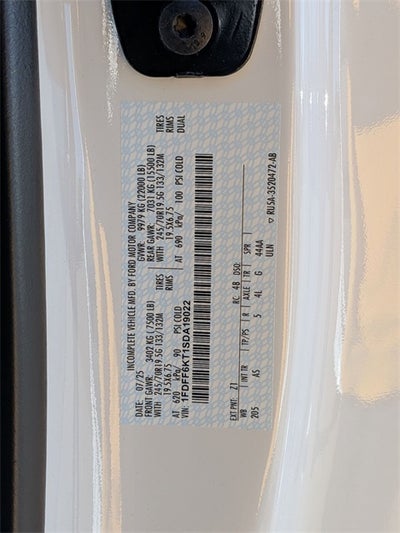 INCOMPLETE VEHICLE MFD. BY FORD MOTOR COMPANY
DATE: 07/25 GVWR: 9979 KG (22000 LB)
FRONT GAWR: 3402 KG (7500 LB) REAR GAWR: 7031 KG (15500 LB)
WITH 245/70R19.5G 133/132M TIRES WITH 245/70R19.5G 133/132M TIRES
19.5X6.75 RIMS 19.5X6.75 RIMS
AT 620 kPa/ 90 PSI COLD AT 690 kPa/ 100 PSI COLD DUAL
VIN: 1FDFF6KT1SDA19022
EXT PNT: Z1 RC: 48 DSO:
WB TP/PS R AXLE TR SPR
205 AS 5 4L G 44AA
ULN
RU5A-3520472-AB